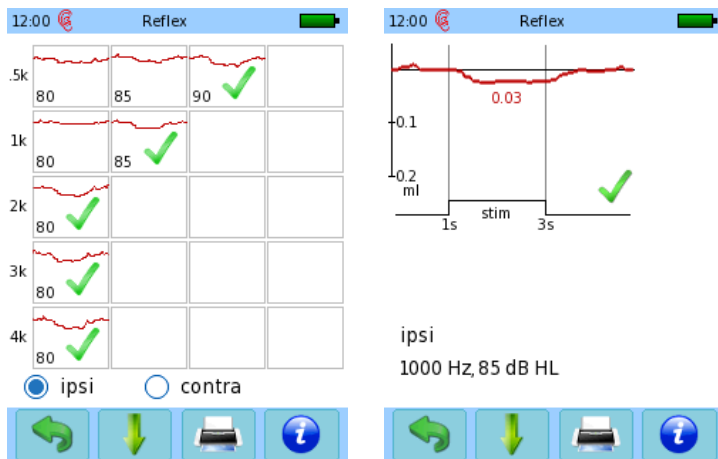 12:00 Reflex
.5k 80 85 90
1k 80 85
2k 80
3k 80
4k 80
ipsi contra
i
12:00 Reflex
0.03
-0.1
-0.2
ml
stim
1s 3s
ipsi
1000 Hz, 85 dB HL
i